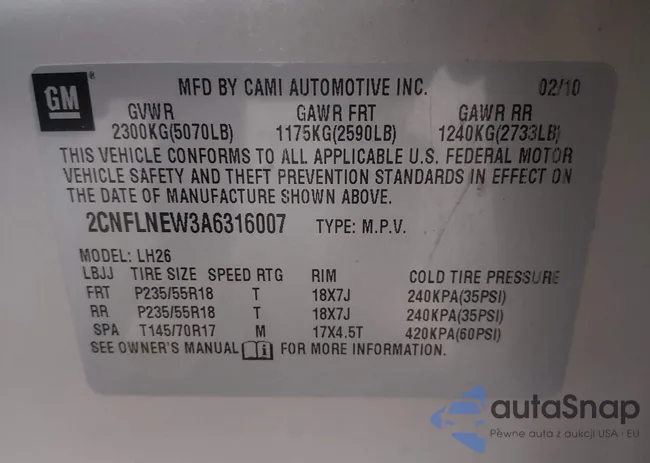 GM ® MFD BY CAMI AUTOMOTIVE INC. 02/10
GVWR GAWR FRT GAWR RR
2300KG(5070LB) 1175KG(2590LB) 1240KG(2733LB)
THIS VEHICLE CONFORMS TO ALL APPLICABLE U.S. FEDERAL MOTOR
VEHICLE SAFETY AND THEFT PREVENTION STANDARDS IN EFFECT ON
THE DATE OF MANUFACTURE SHOWN ABOVE.
2CNFLNEW3A6316007 TYPE: M.P.V.
MODEL: LH26
LBJJ TIRE SIZE SPEED RTG RIM COLD TIRE PRESSURE
FRT P235/55R18 T 18X7J 240KPA(35PSI)
RR P235/55R18 T 18X7J 240KPA(35PSI)
SPA T145/70R17 M 17X4.5T 420KPA(60PSI)
SEE OWNER'S MANUAL FOR MORE INFORMATION.
autaSnap
Pewne auta z aukcji USA i EU